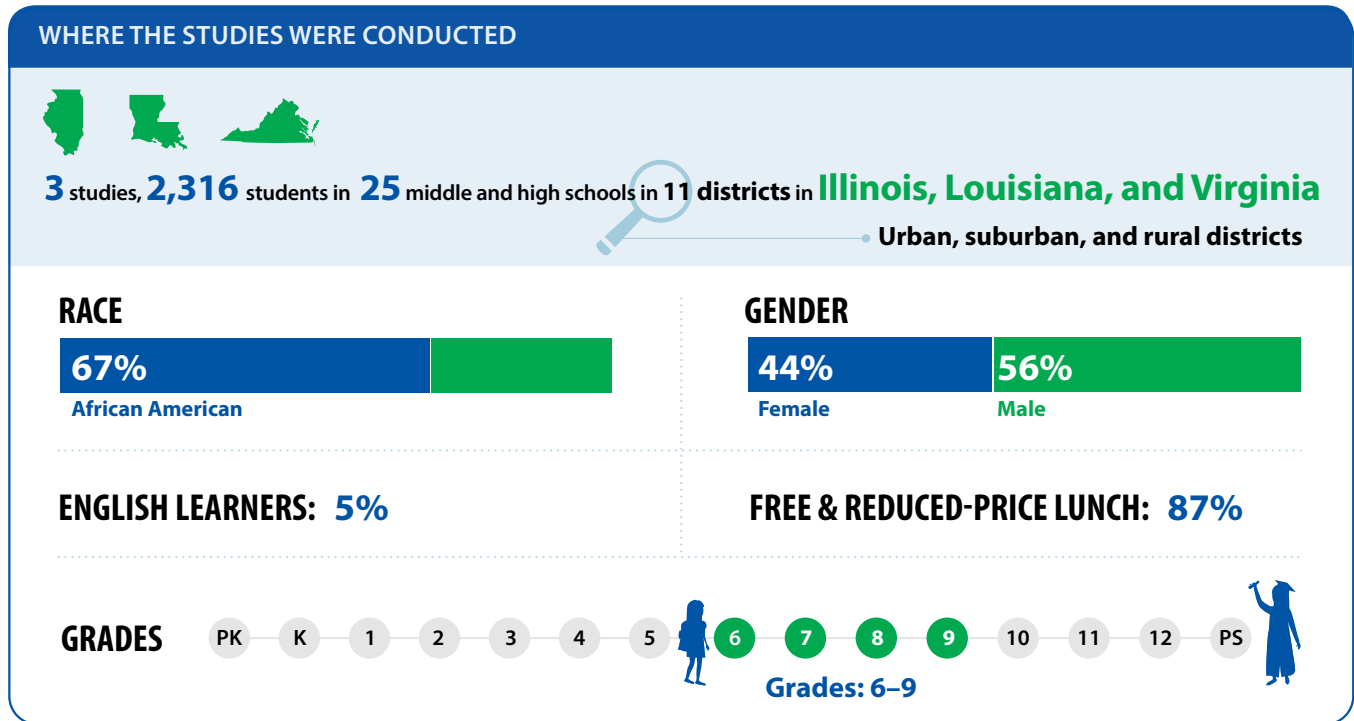 WHERE THE STUDIES WERE CONDUCTED
3 studies, 2,316 students in 25 middle and high schools in 11 districts in Illinois, Louisiana, and Virginia
Urban, suburban, and rural districts
RACE
67%
African American
GENDER
44% 56%
Female Male
ENGLISH LEARNERS: 5%
FREE & REDUCED-PRICE LUNCH: 87%
GRADES PK K 1 2 3 4 5 6 7 8 9 10 11 12 PS
Grades: 6–9